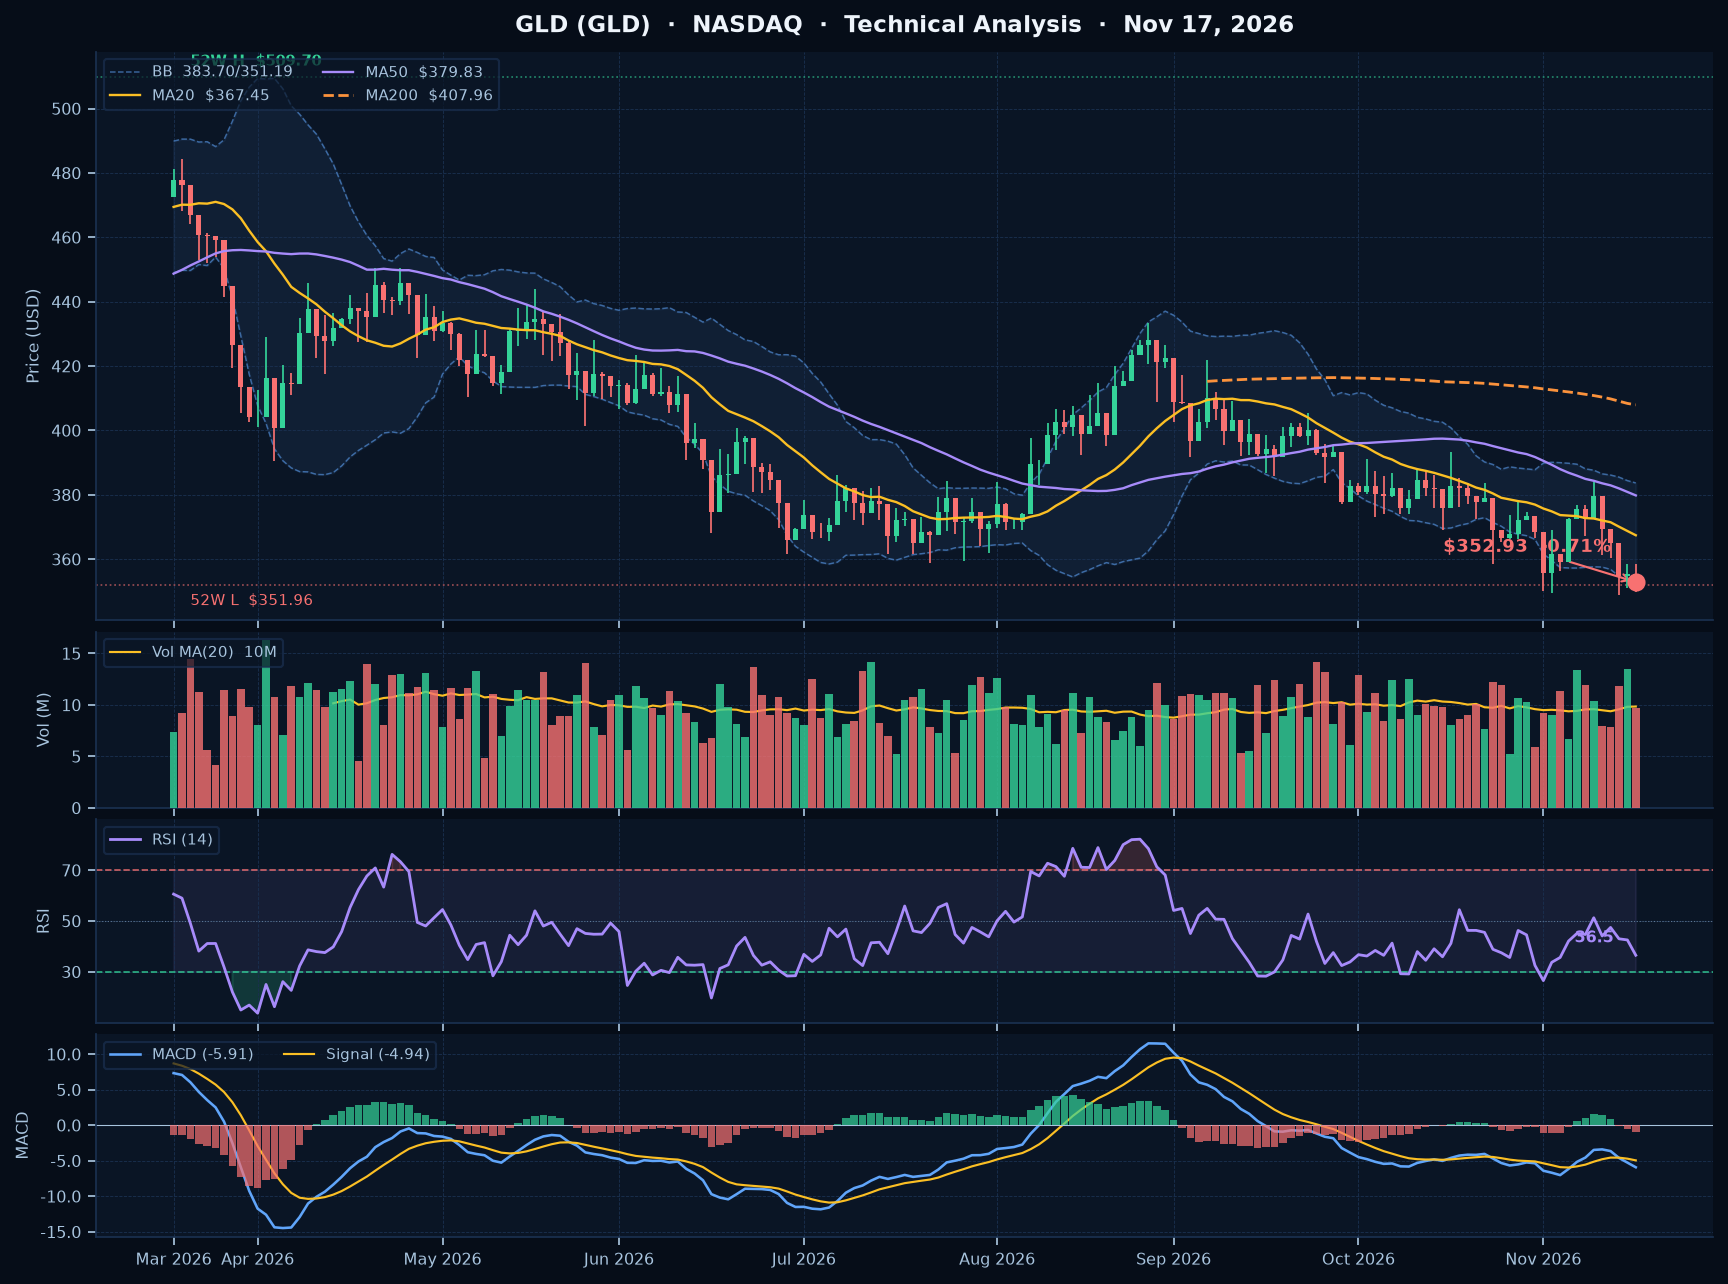 GLD (GLD) · NASDAQ · Technical Analysis · Nov 17, 2026
52W H $509.70
BB 383.70/351.19
MA50 $379.83
MA20 $367.45
MA200 $407.96
500
480
460
440
420
400
380
360
Price (USD)
$352.93 -0.71%
52W L $351.96
Vol MA(20) 10M
15
10
5
0
Vol (M)
RSI (14)
70
50
30
RSI
36.5
MACD (-5.91)
Signal (-4.94)
10.0
5.0
0.0
-5.0
-10.0
-15.0
MACD
Mar 2026
Apr 2026
May 2026
Jun 2026
Jul 2026
Aug 2026
Sep 2026
Oct 2026
Nov 2026